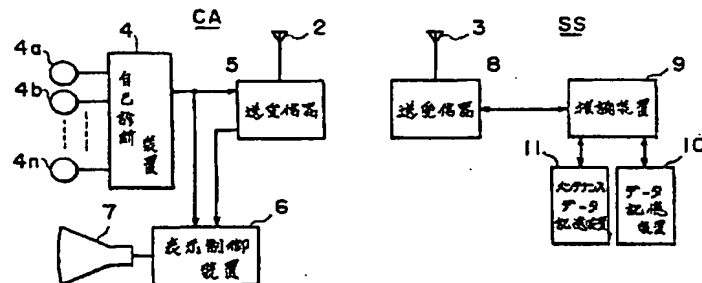 CA
SS
4a
4b
4n
4
自己診断
装置
5
2
送受信器
7
6
表示制御
装置
3
8
送受信器
9
推論装置
11
メンテナンス
データ
記憶装置
10
データ
記憶
装置